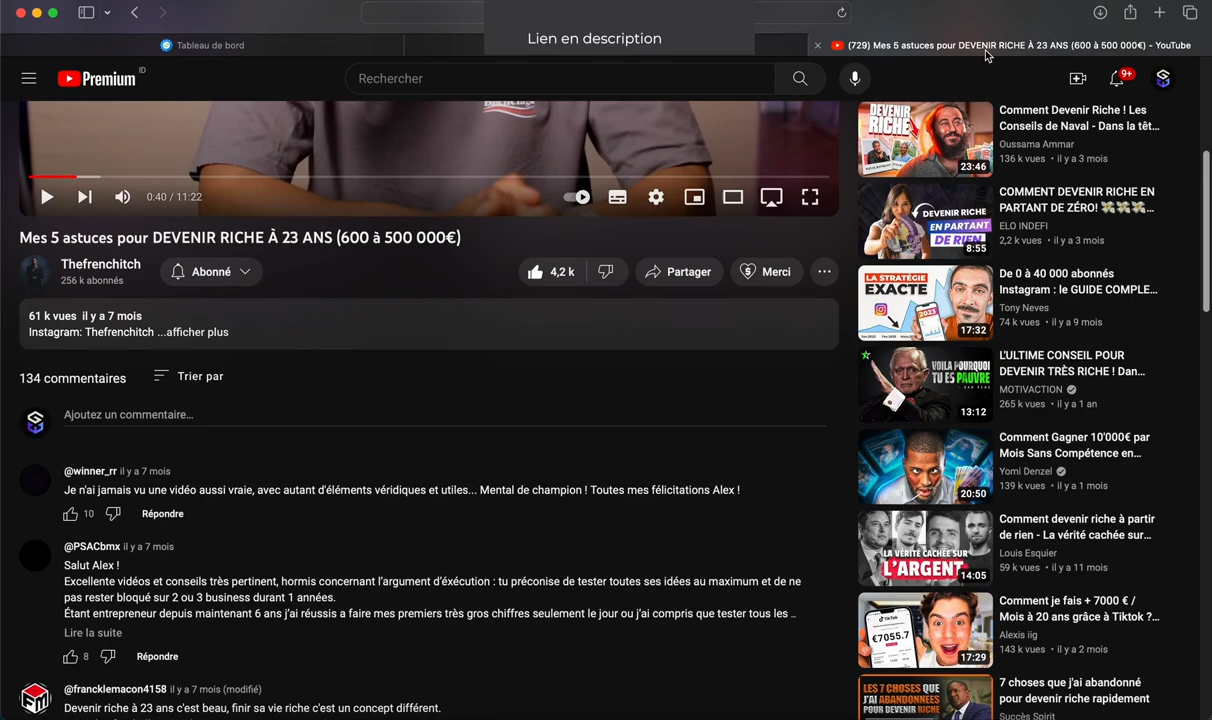 Lien en description
Tableau de bord
(729) Mes 5 astuces pour DEVENIR RICHE À 23 ANS (600 à 500 000€) - YouTube
Premium
ID
Rechercher
9+
0:40 / 11:22
Mes 5 astuces pour DEVENIR RICHE À 23 ANS (600 à 500 000€)
Thefrenchitch
256 k abonnés
Abonné
4,2 k
Partager
Merci
61 k vues il y a 7 mois
Instagram: Thefrenchitch ...afficher plus
134 commentaires
Trier par
Ajoutez un commentaire...
@winner_rr il y a 7 mois
Je n'ai jamais vu une vidéo aussi vraie, avec autant d'éléments véridiques et utiles... Mental de champion ! Toutes mes félicitations Alex !
10
Répondre
@PSACbmx il y a 7 mois
Salut Alex !
Excellente vidéos et conseils très pertinent, hormis concernant l'argument d'éxécution : tu préconise de tester toutes ses idées au maximum et de ne
pas rester bloqué sur 2 ou 3 business durant 1 années.
Étant entrepreneur depuis maintenant 6 ans j'ai réussis a faire mes premiers très gros chiffres seulement le jour ou j'ai compris que tester tous les ..
Lire la suite
8
Répondre
@francklemacon4158 il y a 7 mois (modifié)
Devenir riche à 23 ans c'est beau, finir sa vie riche c'est un concept différent.
DEVENIR
RICHE
23:46
Comment Devenir Riche ! Les
Conseils de Naval - Dans la têt...
Oussama Ammar
136 k vues • il y a 3 mois
DEVENIR RICHE
EN PARTANT
DE RIEN
8:55
COMMENT DEVENIR RICHE EN
PARTANT DE ZÉRO! 💸💸💸...
ELO INDEFI
2,2 k vues • il y a 3 mois
LA STRATÉGIE
EXACTE
2023
17:32
De 0 à 40 000 abonnés
Instagram : le GUIDE COMPLE...
Tony Neves
74 k vues • il y a 9 mois
VOILA POURQUOI
TU ES PAUVRE
13:12
L'ULTIME CONSEIL POUR
DEVENIR TRÈS RICHE ! Dan...
MOTIVACTION
265 k vues • il y a 1 an
20:50
Comment Gagner 10'000€ par
Mois Sans Compétence en...
Yomi Denzel
139 k vues • il y a 1 mois
LA VÉRITÉ CACHÉE SUR
L'ARGENT
14:05
Comment devenir riche à partir
de rien - La vérité cachée sur...
Louis Esquier
59 k vues • il y a 11 mois
TikTok
€7055.7
17:29
Comment je fais + 7000 € /
Mois à 20 ans grâce à Tiktok ?...
Alexis iig
143 k vues • il y a 2 mois
LES 7 CHOSES QUE
J'AI ABANDONNÉES
POUR DEVENIR RICHE
7 choses que j'ai abandonné
pour devenir riche rapidement
Succès Spirit